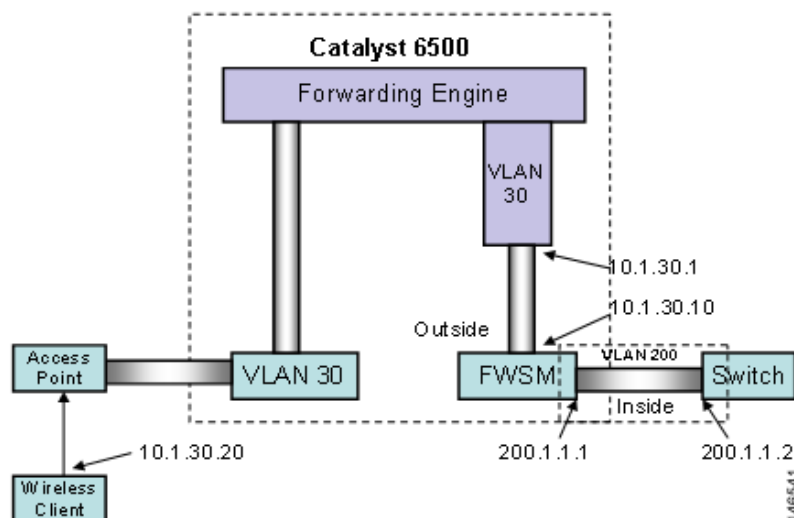 Catalyst 6500
Forwarding Engine
VLAN
30
10.1.30.1
10.1.30.10
Outside
Access
Point
VLAN 30
FWSM
VLAN 200
Switch
Inside
10.1.30.20
200.1.1.1
200.1.1.2
Wireless
Client
146541